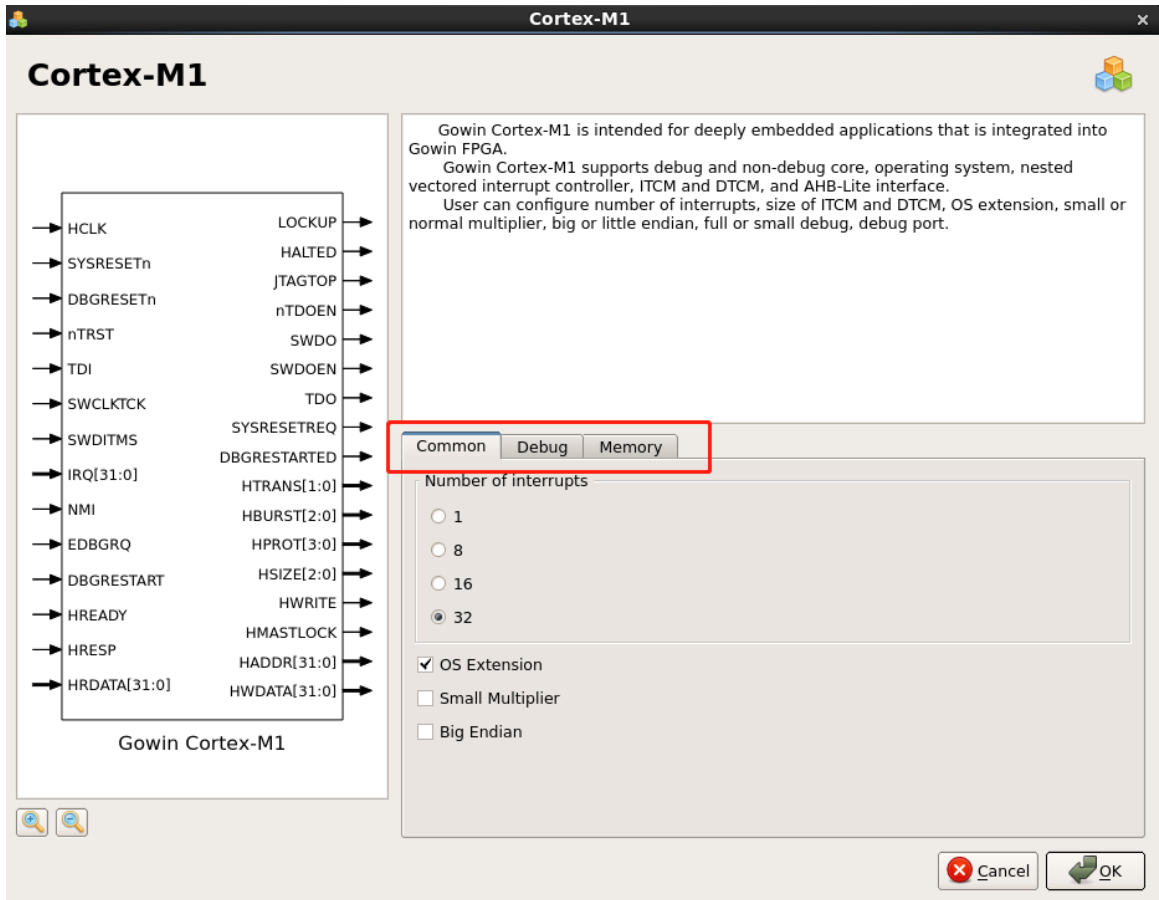 Cortex-M1
Cortex-M1
HCLK
SYSRESETn
DBGRESETn
nTRST
TDI
SWCLKTCK
SWDITMS
IRQ[31:0]
NMI
EDBGRQ
DBGRESTART
HREADY
HRESP
HRDATA[31:0]
LOCKUP
HALTED
JTAGTOP
nTDOEN
SWDO
SWDOEN
TDO
SYSRESETREQ
DBGRESTARTED
HTRANS[1:0]
HBURST[2:0]
HPROT[3:0]
HSIZE[2:0]
HWRITE
HMASTLOCK
HADDR[31:0]
HWDATA[31:0]
Gowin Cortex-M1
Gowin Cortex-M1 is intended for deeply embedded applications that is integrated into
Gowin FPGA.
Gowin Cortex-M1 supports debug and non-debug core, operating system, nested
vectored interrupt controller, ITCM and DTCM, and AHB-Lite interface.
User can configure number of interrupts, size of ITCM and DTCM, OS extension, small or
normal multiplier, big or little endian, full or small debug, debug port.
Common Debug Memory
Number of interrupts
1
8
16
32
OS Extension
Small Multiplier
Big Endian
Cancel OK